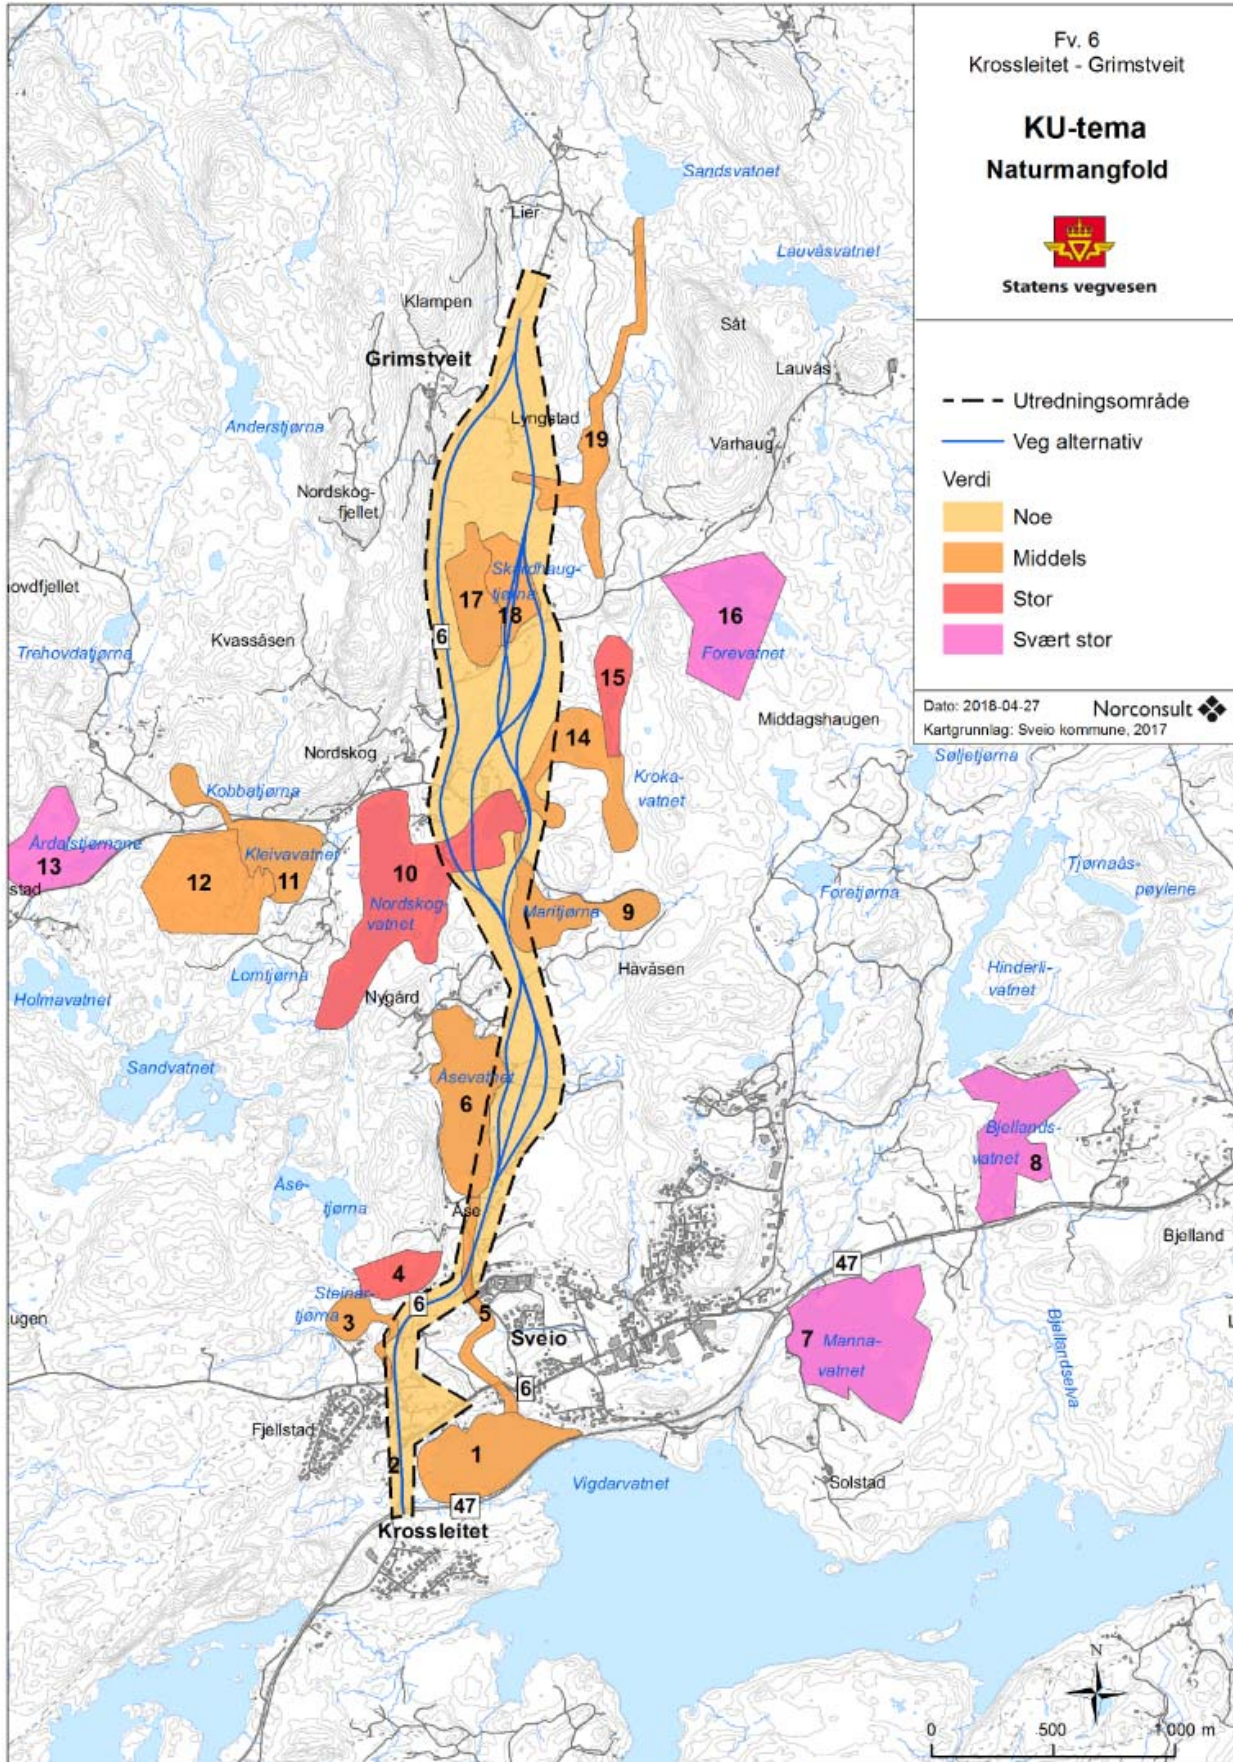 Fv. 6
Krossleitet - Grimstveit
KU-tema
Naturmangfold
Statens vegvesen
Utredningsområde
Veg alternativ
Verdi
Noe
Middels
Stor
Svært stor
Dato: 2018-04-27
Norconsult
Kartgrunnlag: Sveio kommune, 2017
Sandsvatnet
Lier
Lauvåsvatnet
Klampen
Såt
Grimstveit
Lauvås
Lyngstad
Anderstjørna
19
Varhaug
Nordskog-
fjellet
Skardhaug-
tjørna
ovdfjellet
17
18
16
6
Kvassåsen
Trehovdatjørna
Forevatnet
15
Middagshaugen
14
Nordskog
Søljetjørna
Kroka-
vatnet
Kobbatjørna
Årdalstjørnane
Kleivavatnet
13
12
11
10
Tjørnaås-
pøylene
stad
Foretjørna
Nordskog-
vatnet
Maritjørna
9
Håvåsen
Lomtjørna
Hinderli-
vatnet
Holmavatnet
Nygård
Sandvatnet
Åsevatnet
6
Bjellands-
vatnet
8
Åse-
tjørna
Åse
Bjelland
47
4
Steinar-
tjørna
6
3
5
ugen
Sveio
7
Manna-
vatnet
Bjellandselva
6
Fjellstad
1
2
Vigdarvatnet
Solstad
47
Krossleitet
N
0
500
1 000 m